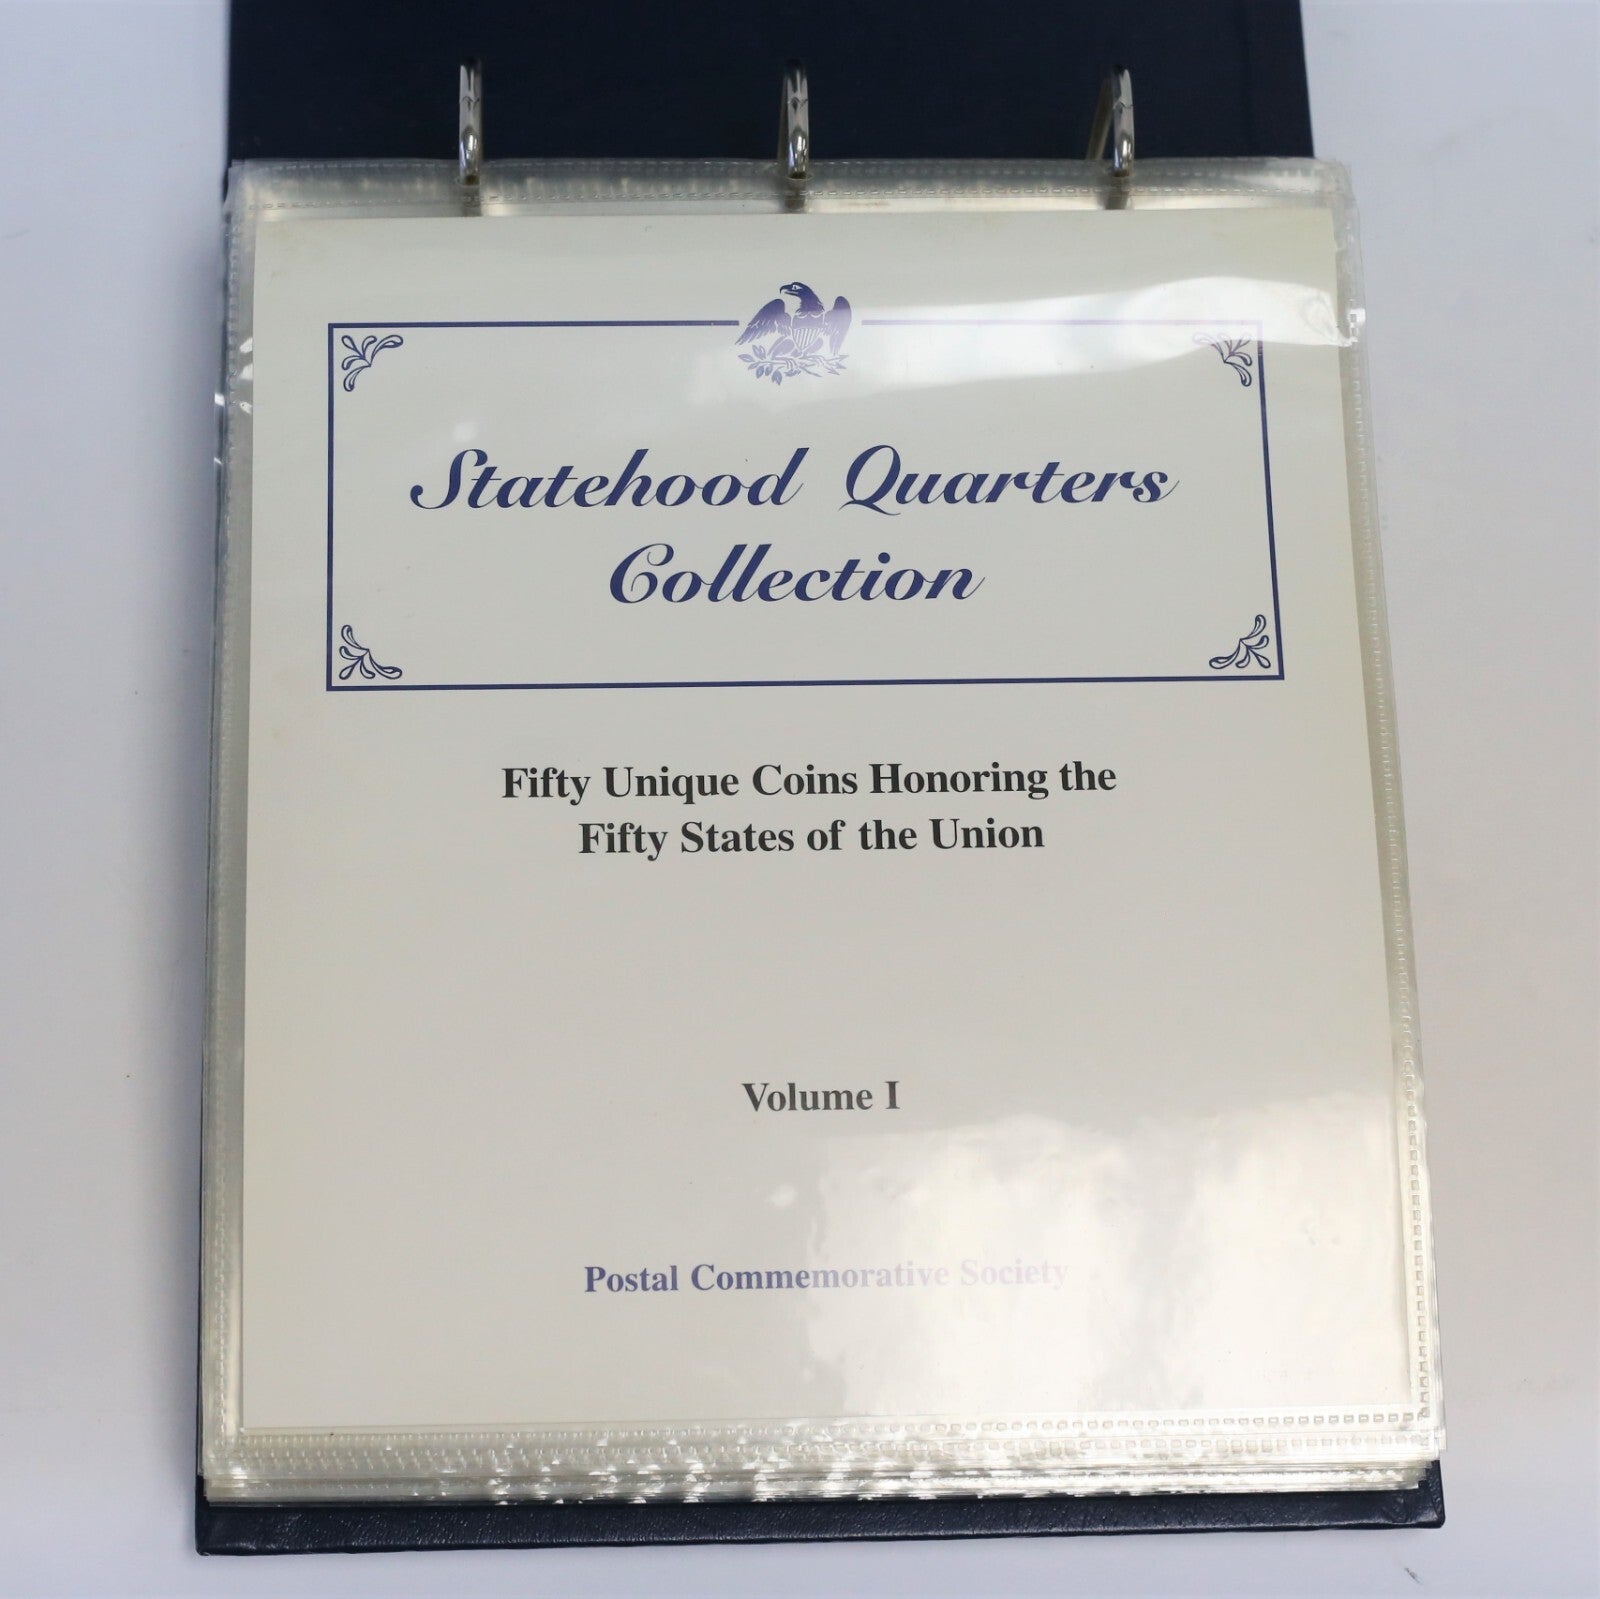 Statehood Quarters
Collection
Fifty Unique Coins Honoring the
Fifty States of the Union
Volume I
Postal Commemorative Society